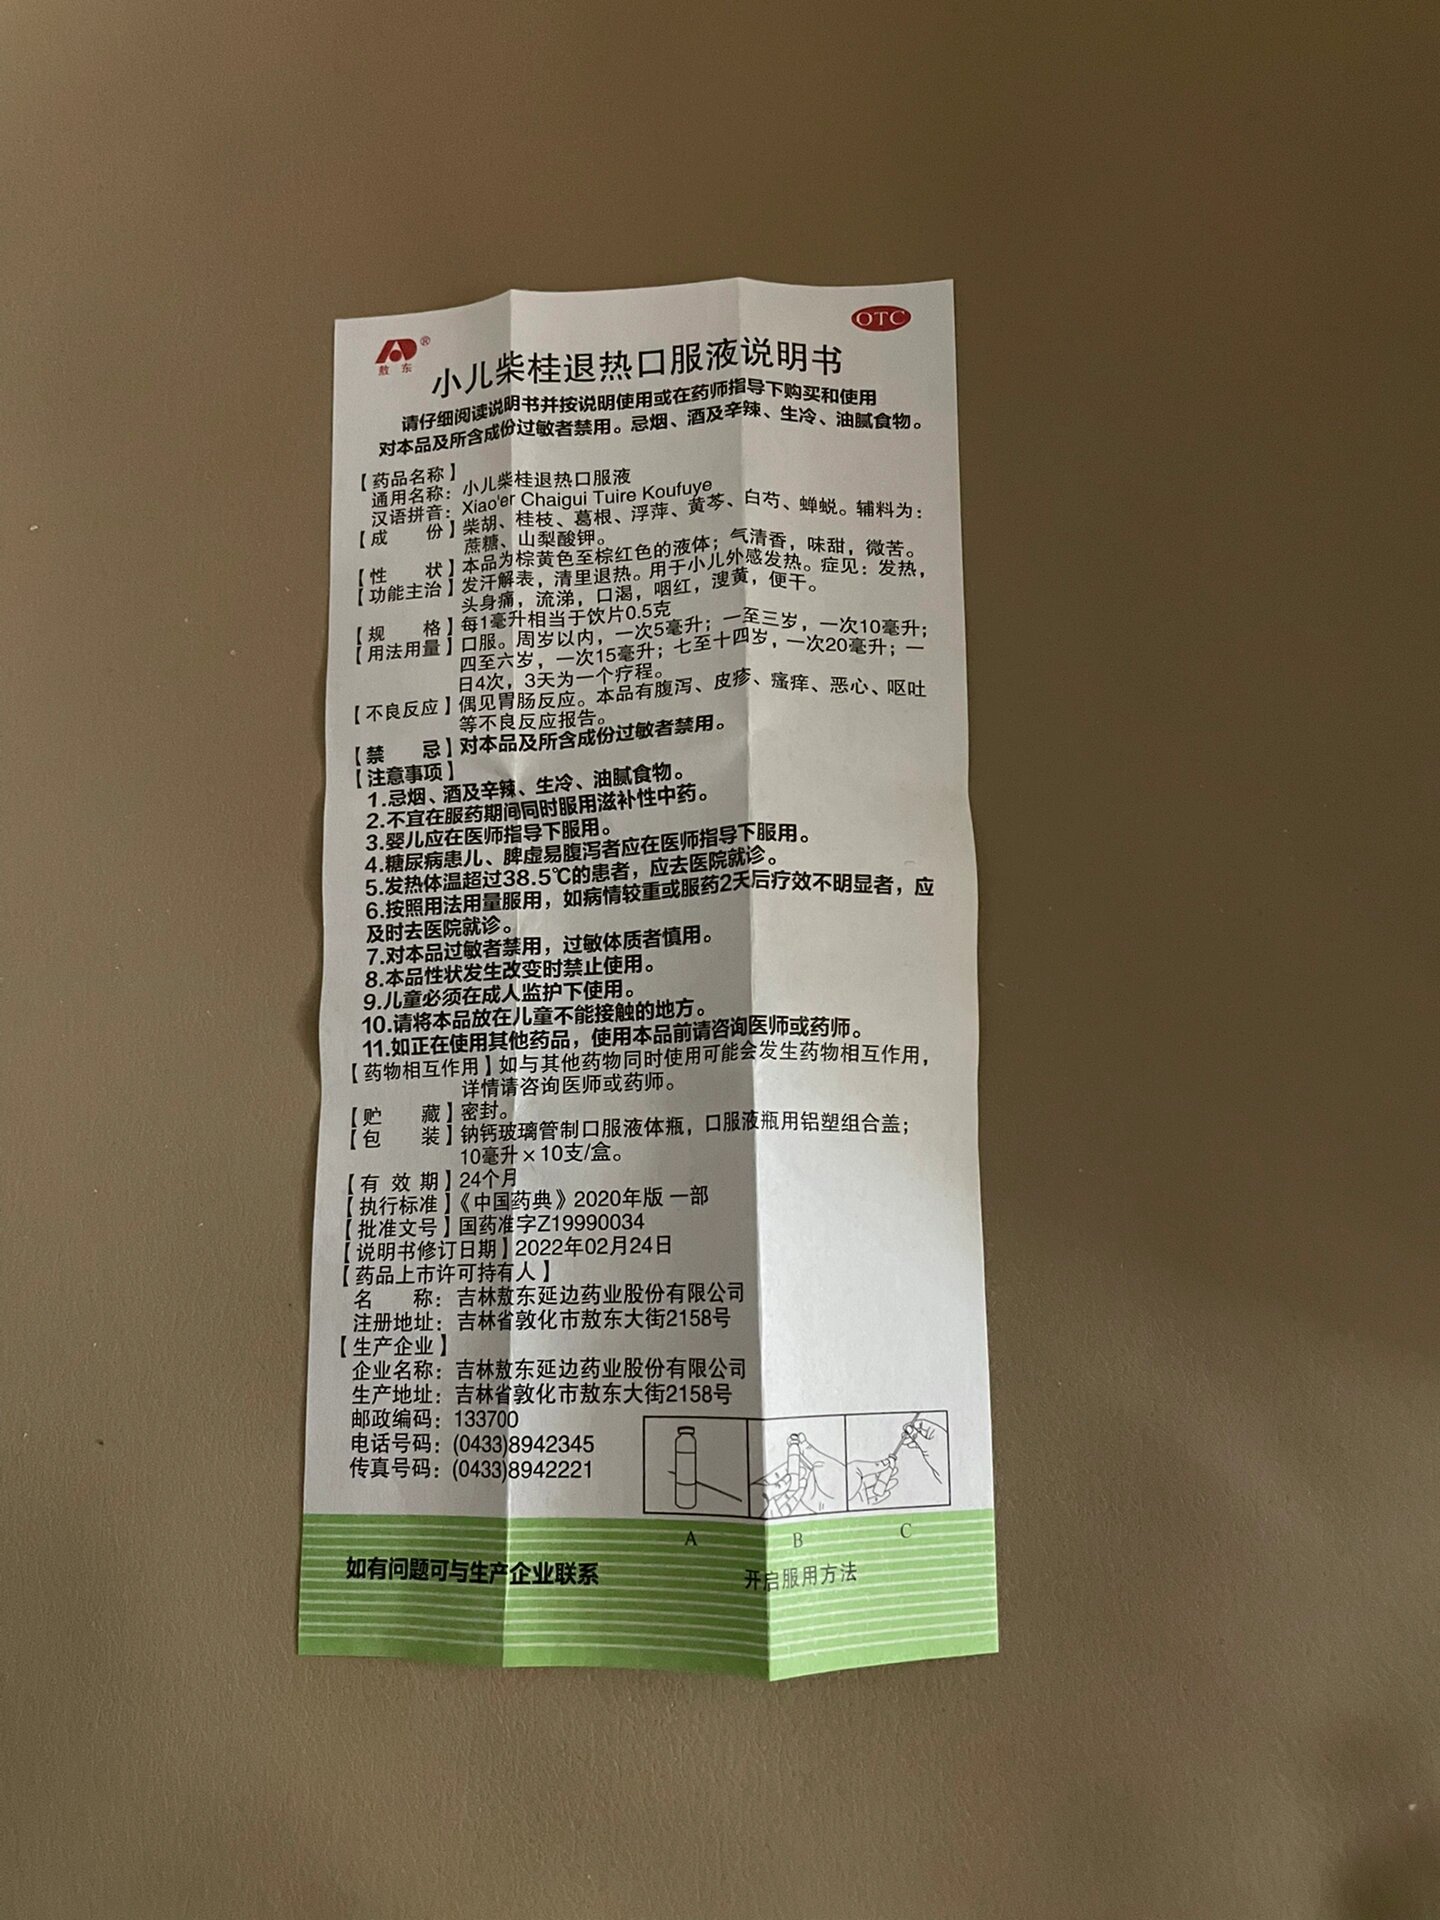 OTC
敖东
小儿柴桂退热口服液说明书
请仔细阅读说明书并按说明使用或在药师指导下购买和使用
对本品及所含成份过敏者禁用。忌烟、酒及辛辣、生冷、油腻食物。
【药品名称】
通用名称：小儿柴桂退热口服液
汉语拼音：Xiao'er Chaigui Tuire Koufuye
【成 份】柴胡、桂枝、葛根、浮萍、黄芩、白芍、蝉蜕。辅料为：
蔗糖、山梨酸钾。
【性 状】本品为棕黄色至棕红色的液体；气清香，味甜，微苦。
【功能主治】发汗解表，清里退热。用于小儿外感发热。症见：发热，
头身痛，流涕，口渴，咽红，溲黄，便干。
【规 格】每1毫升相当于饮片0.5克
【用法用量】口服。周岁以内，一次5毫升；一至三岁，一次10毫升；
四至六岁，一次15毫升；七至十四岁，一次20毫升；一
日4次，3天为一个疗程。
【不良反应】偶见胃肠反应。本品有腹泻、皮疹、瘙痒、恶心、呕吐
等不良反应报告。
【禁 忌】对本品及所含成份过敏者禁用。
【注意事项】
1.忌烟、酒及辛辣、生冷、油腻食物。
2.不宜在服药期间同时服用滋补性中药。
3.婴儿应在医师指导下服用。
4.糖尿病患儿、脾虚易腹泻者应在医师指导下服用。
5.发热体温超过38.5℃的患者，应去医院就诊。
6.按照用法用量服用，如病情较重或服药2天后疗效不明显者，应
及时去医院就诊。
7.对本品过敏者禁用，过敏体质者慎用。
8.本品性状发生改变时禁止使用。
9.儿童必须在成人监护下使用。
10.请将本品放在儿童不能接触的地方。
11.如正在使用其他药品，使用本品前请咨询医师或药师。
【药物相互作用】如与其他药物同时使用可能会发生药物相互作用，
详情请咨询医师或药师。
【贮 藏】密封。
【包 装】钠钙玻璃管制口服液体瓶，口服液瓶用铝塑组合盖；
10毫升×10支/盒。
【有 效 期】24个月
【执行标准】《中国药典》2020年版 一部
【批准文号】国药准字Z19990034
【说明书修订日期】2022年02月24日
【药品上市许可持有人】
名 称：吉林敖东延边药业股份有限公司
注册地址：吉林省敦化市敖东大街2158号
【生产企业】
企业名称：吉林敖东延边药业股份有限公司
生产地址：吉林省敦化市敖东大街2158号
邮政编码：133700
电话号码：(0433)8942345
传真号码：(0433)8942221
A B C
如有问题可与生产企业联系
开启服用方法